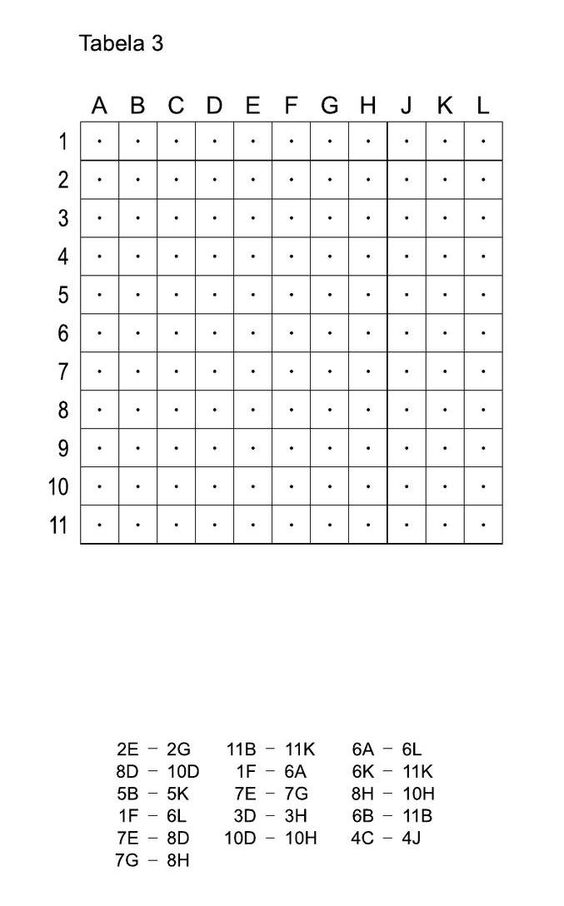 Tabela 3
A B C D E F G H J K L
1
2
3
4
5
6
7
8
9
10
11
2E – 2G 11B – 11K 6A – 6L
8D – 10D 1F – 6A 6K – 11K
5B – 5K 7E – 7G 8H – 10H
1F – 6L 3D – 3H 6B – 11B
7E – 8D 10D – 10H 4C – 4J
7G – 8H